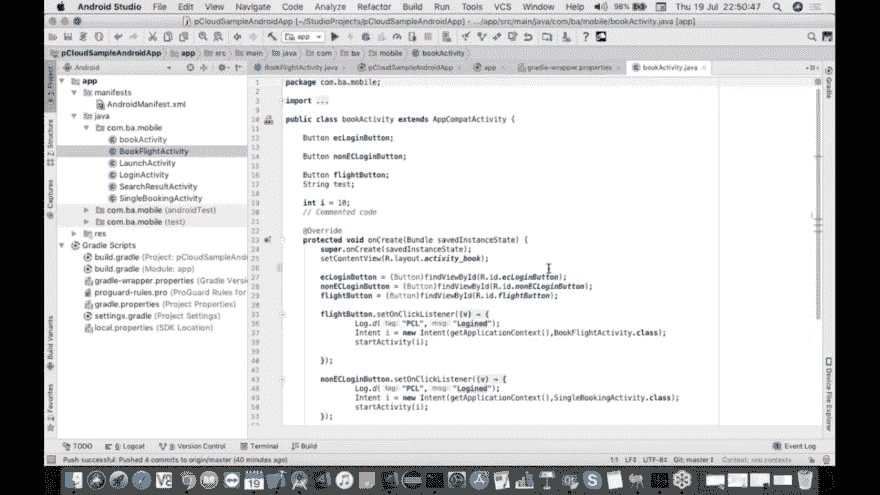 Android Studio File Edit View Navigate Code Analyze Refactor Build Run Tools VCS Window Help 98% Thu 19 Jul 22:50:47
pCloudSampleAndroidApp [~/StudioProjects/pCloudSampleAndroidApp] - .../app/src/main/java/com/ba/mobile/bookActivity.java [app]
app
pCloudSampleAndroidApp app src main java com ba mobile bookActivity
Android
BookFlightActivity.java pCloudSampleAndroidApp app gradle-wrapper.properties bookActivity.java
1: Project
Z: Structure
Captures
Build Variants
2: Favorites
Gradle
Device File Explorer
app
manifests
AndroidManifest.xml
java
com.ba.mobile
bookActivity
BookFlightActivity
LaunchActivity
LoginActivity
SearchResultActivity
SingleBookingActivity
com.ba.mobile (androidTest)
com.ba.mobile (test)
res
Gradle Scripts
build.gradle (Project: pCloudSampleAnd
build.gradle (Module: app)
gradle-wrapper.properties (Gradle Versi
proguard-rules.pro (ProGuard Rules for
gradle.properties (Project Properties)
settings.gradle (Project Settings)
local.properties (SDK Location)
package com.ba.mobile;
import ...
public class bookActivity extends AppCompatActivity {
Button ecLoginButton;
Button nonECLoginButton;
Button flightButton;
String test;
int i = 10;
// Commented code
@Override
protected void onCreate(Bundle savedInstanceState) {
super.onCreate(savedInstanceState);
setContentView(R.layout.activity_book);
ecLoginButton = (Button)findViewById(R.id.ecLoginButton);
nonECLoginButton = (Button)findViewById(R.id.nonECLoginButton);
flightButton = (Button)findViewById(R.id.flightButton);
flightButton.setOnClickListener((v) → {
Log.d( tag: "PCL", msg: "Logined");
Intent i = new Intent(getApplicationContext(),BookFlightActivity.class);
startActivity(i);
});
nonECLoginButton.setOnClickListener((v) → {
Log.d( tag: "PCL", msg: "Logined");
Intent i = new Intent(getApplicationContext(),SingleBookingActivity.class);
startActivity(i);
});
TODO 6: Logcat 9: Version Control Terminal Build Event Log
Push successful: Pushed 4 commits to origin/master (40 minutes ago) 1:1 LF UTF-8 Git: master Context: <no context>